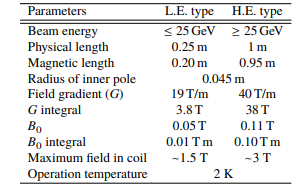 Parameters L.E. type H.E. type
Beam energy ≤ 25 GeV ≥ 25 GeV
Physical length 0.25 m 1 m
Magnetic length 0.20 m 0.95 m
Radius of inner pole 0.045 m
Field gradient (G) 19 T/m 40 T/m
G integral 3.8 T 38 T
B₀ 0.05 T 0.11 T
B₀ integral 0.01 T m 0.10 T m
Maximum field in coil ~1.5 T ~3 T
Operation temperature 2 K